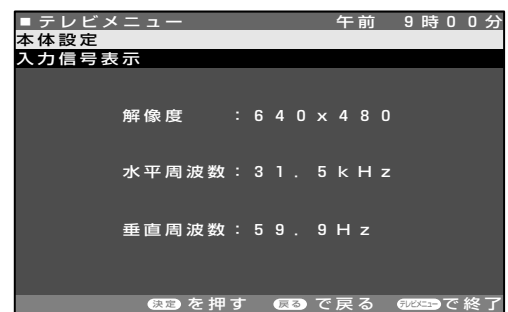 ■テレビメニュー 午前 9時00分
本体設定
入力信号表示
解像度 :640x480
水平周波数:31.5kHz
垂直周波数:59.9Hz
決定 を押す 戻る で戻る テレビメニュー で終了